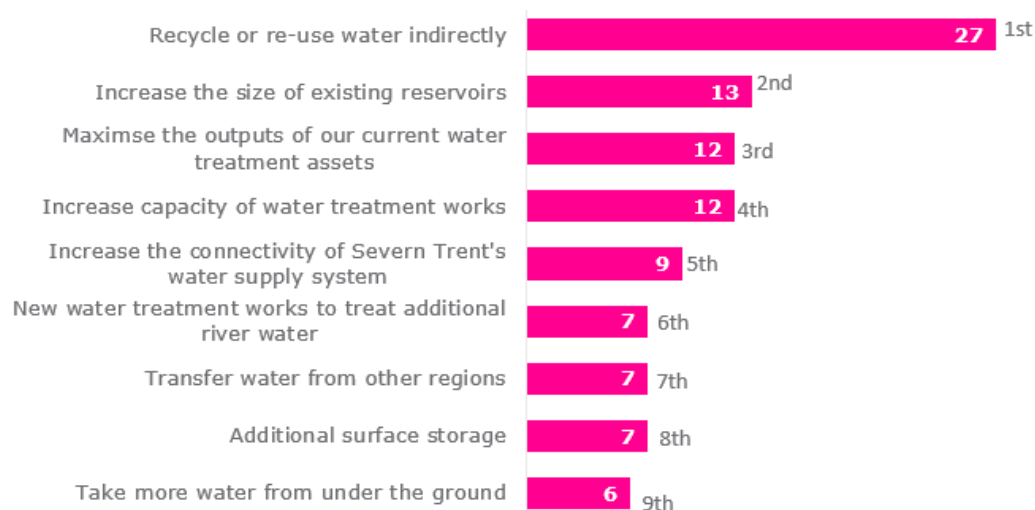 Recycle or re-use water indirectly 27 1st
Increase the size of existing reservoirs 13 2nd
Maximse the outputs of our current water
treatment assets 12 3rd
Increase capacity of water treatment works 12 4th
Increase the connectivity of Severn Trent's
water supply system 9 5th
New water treatment works to treat additional
river water 7 6th
Transfer water from other regions 7 7th
Additional surface storage 7 8th
Take more water from under the ground 6 9th